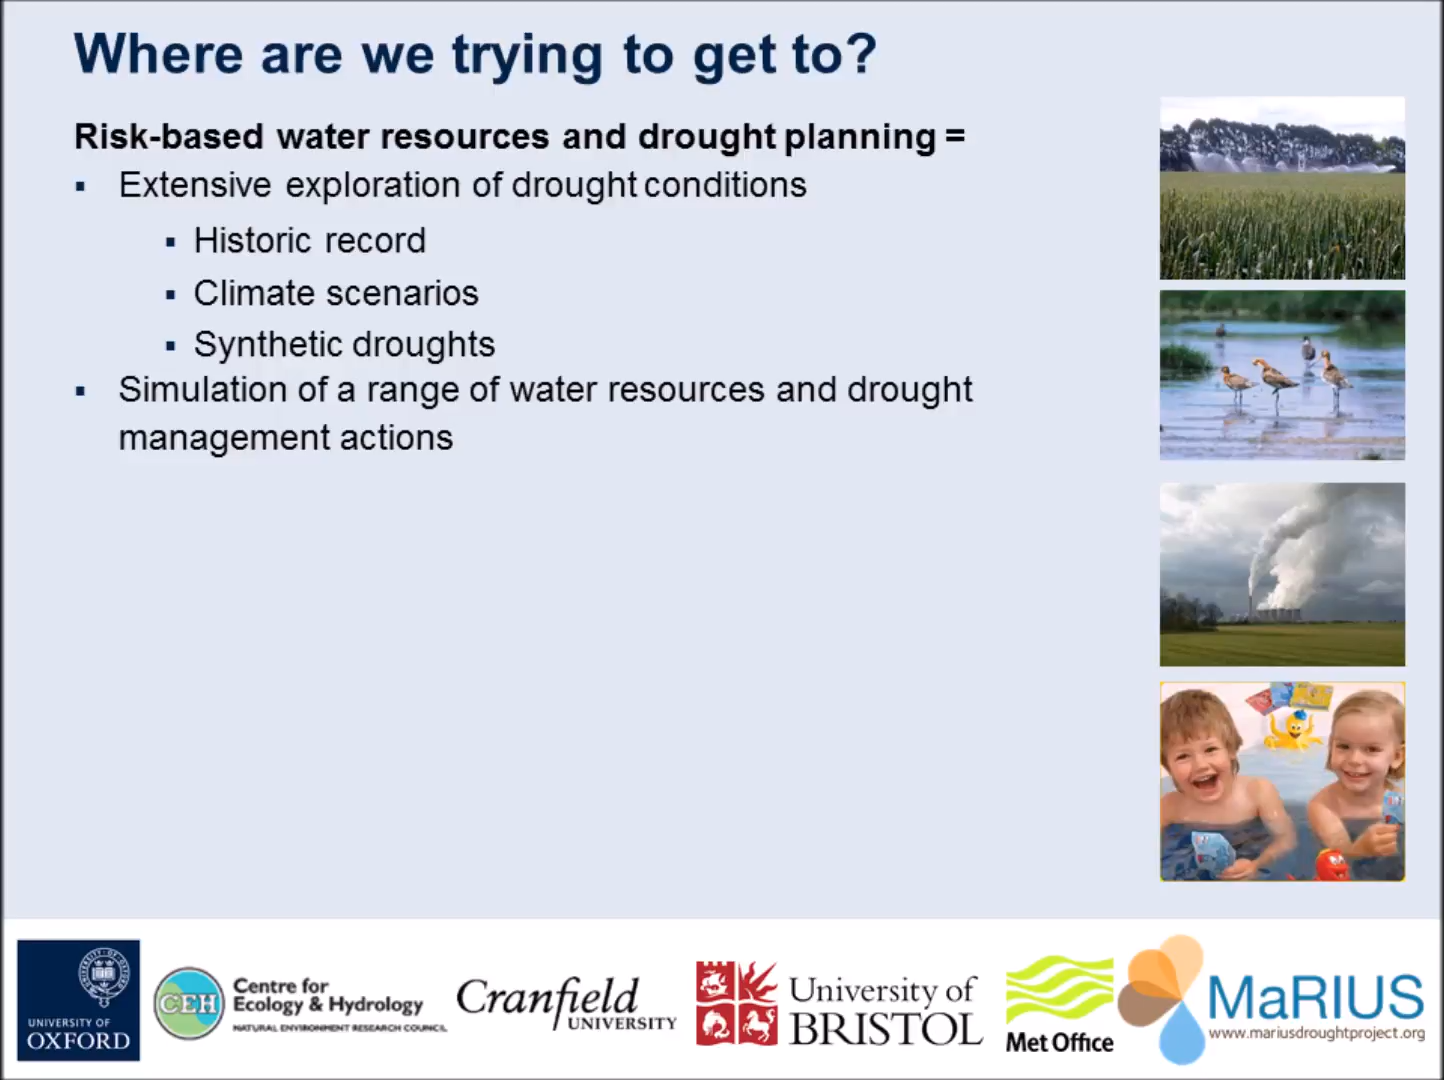 Where are we trying to get to?
Risk-based water resources and drought planning =
▪ Extensive exploration of drought conditions
▪ Historic record
▪ Climate scenarios
▪ Synthetic droughts
▪ Simulation of a range of water resources and drought
management actions
UNIVERSITY OF
OXFORD
CEH
Centre for
Ecology & Hydrology
NATURAL ENVIRONMENT RESEARCH COUNCIL
Cranfield
UNIVERSITY
University of
BRISTOL
Met Office
MaRIUS
www.mariusdroughtproject.org